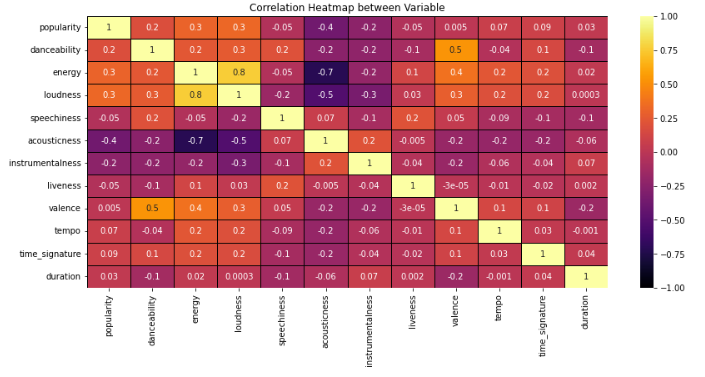 Correlation Heatmap between Variable
popularity 1 0.2 0.3 0.3 -0.05 -0.4 -0.2 -0.05 0.005 0.07 0.09 0.03
danceability 0.2 1 0.2 0.3 0.2 -0.2 -0.2 -0.1 0.5 -0.04 0.1 -0.1
energy 0.3 0.2 1 0.8 -0.05 -0.7 -0.2 0.1 0.4 0.2 0.2 0.02
loudness 0.3 0.3 0.8 1 -0.2 -0.5 -0.3 0.03 0.3 0.2 0.2 0.0003
speechiness -0.05 0.2 -0.05 -0.2 1 0.07 -0.1 0.2 0.05 -0.09 -0.1 -0.1
acousticness -0.4 -0.2 -0.7 -0.5 0.07 1 0.2 -0.005 -0.2 -0.2 -0.2 -0.06
instrumentalness -0.2 -0.2 -0.2 -0.3 -0.1 0.2 1 -0.04 -0.2 -0.06 -0.04 0.07
liveness -0.05 -0.1 0.1 0.03 0.2 -0.005 -0.04 1 -3e-05 -0.01 -0.02 0.002
valence 0.005 0.5 0.4 0.3 0.05 -0.2 -0.2 -3e-05 1 0.1 0.1 -0.2
tempo 0.07 -0.04 0.2 0.2 -0.09 -0.2 -0.06 -0.01 0.1 1 0.03 -0.001
time_signature 0.09 0.1 0.2 0.2 -0.1 -0.2 -0.04 -0.02 0.1 0.03 1 0.04
duration 0.03 -0.1 0.02 0.0003 -0.1 -0.06 0.07 0.002 -0.2 -0.001 0.04 1
popularity
danceability
energy
loudness
speechiness
acousticness
instrumentalness
liveness
valence
tempo
time_signature
duration
1.00
0.75
0.50
0.25
0.00
−0.25
−0.50
−0.75
−1.00